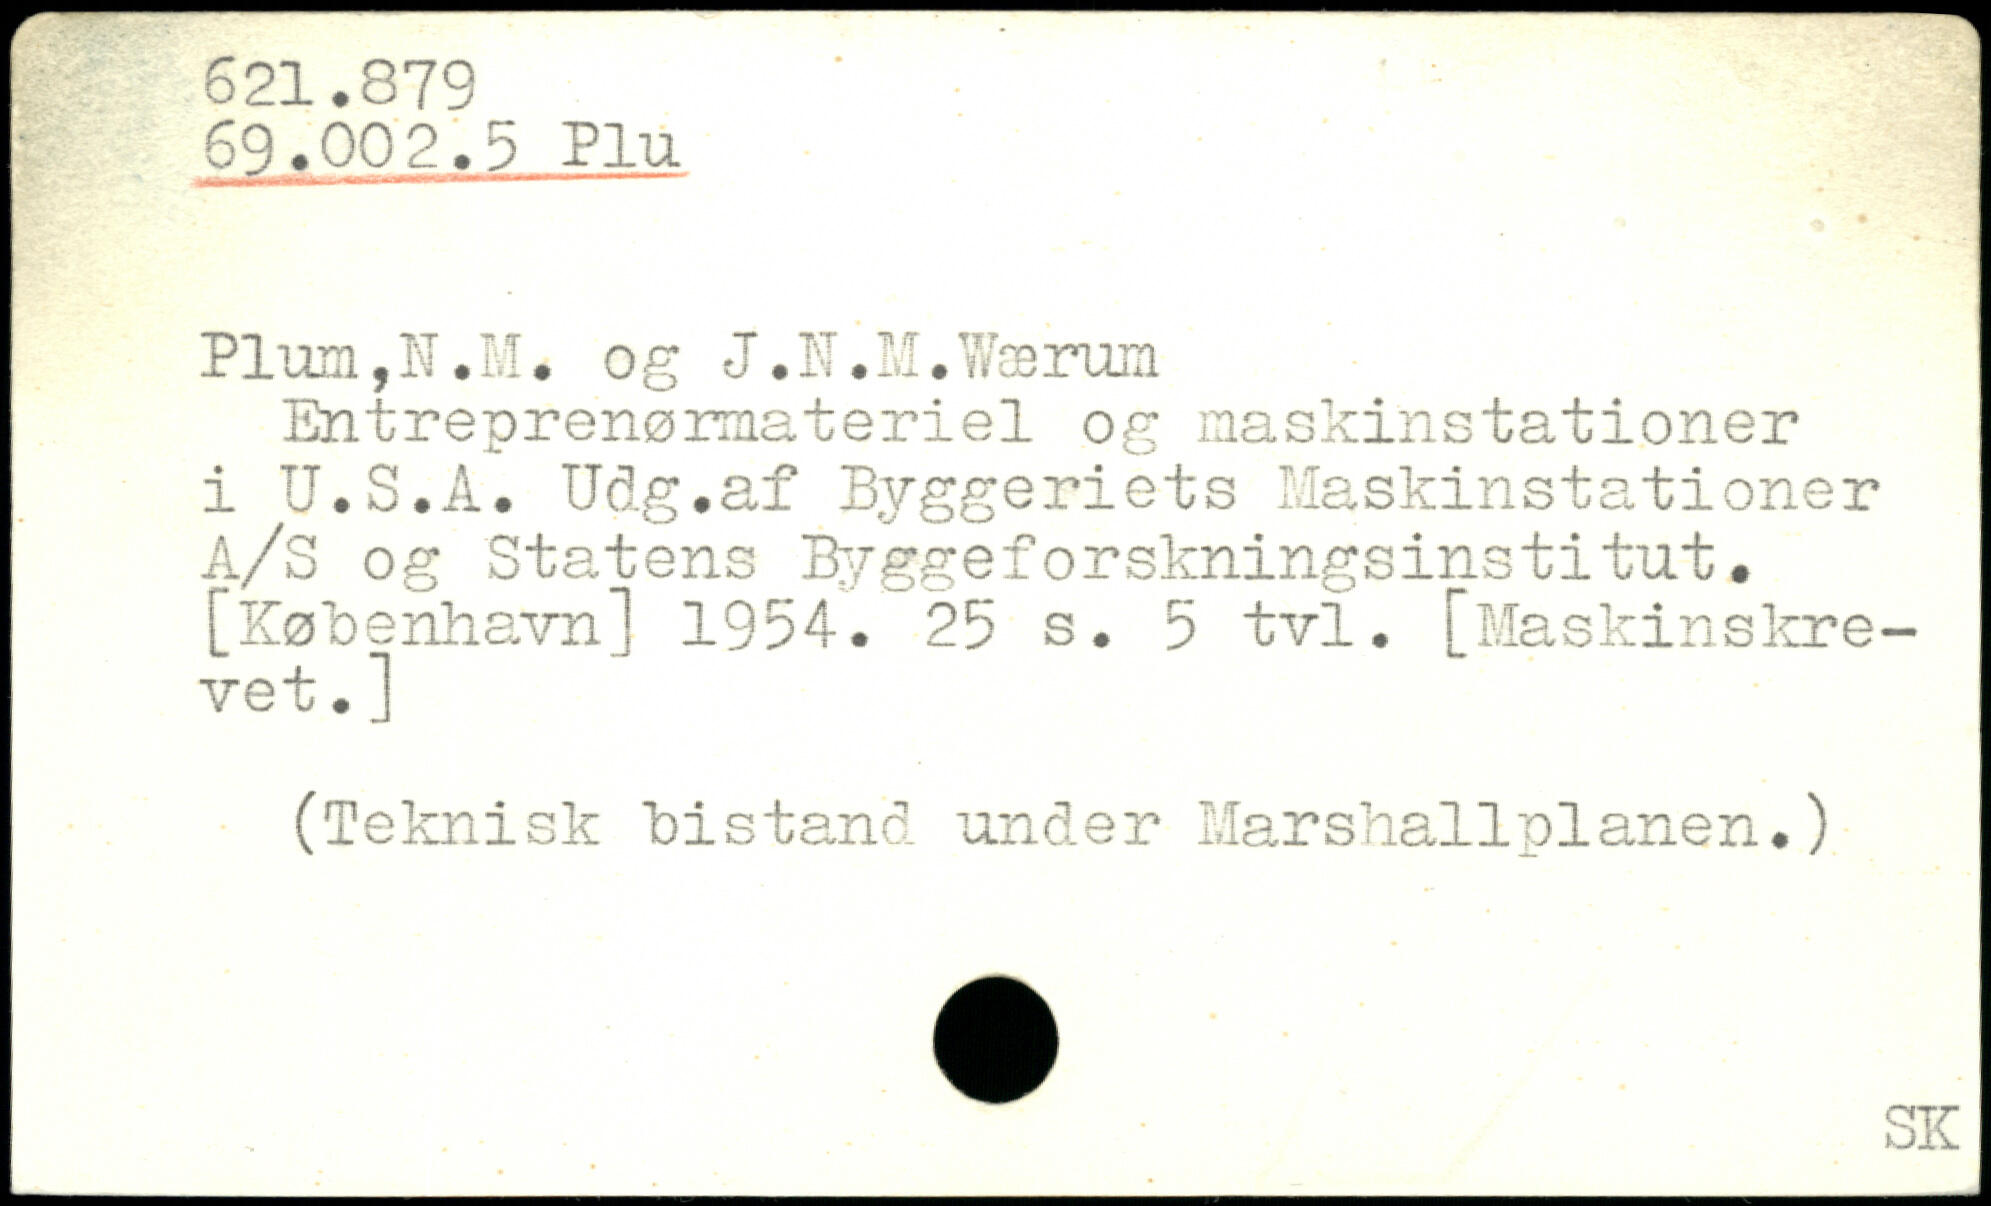 621.879
69.002.5 Plu
Plum,N.M. og J.N.M.Wærum
Entreprenørmateriel og maskinstationer
i U.S.A. Udg.af Byggeriets Maskinstationer
A/S og Statens Byggeforskningsinstitut.
[København] 1954. 25 s. 5 tvl. [Maskinskre-
vet.]
(Teknisk bistand under Marshallplanen.)
SK